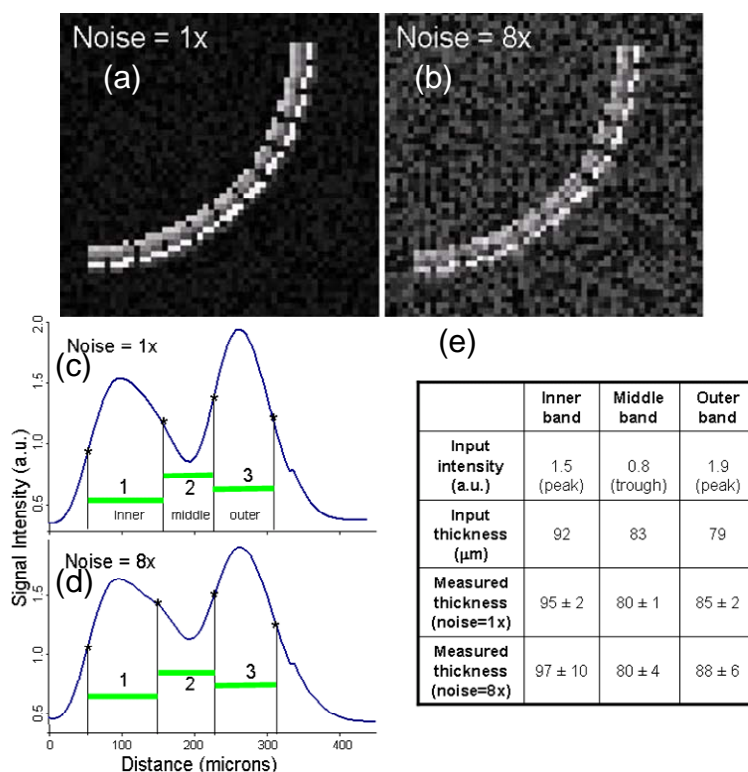 Noise = 1x
(a)
Noise = 8x
(b)
(c)
Noise = 1x
2.0
1.5
1.0
0.5
1
2
3
Inner
middle
outer
(d)
Noise = 8x
1.5
1.0
0.5
1
2
3
Signal Intensity (a.u.)
0
100
200
300
400
Distance (microns)
(e)
Inner band
Middle band
Outer band
Input intensity (a.u.)
1.5 (peak)
0.8 (trough)
1.9 (peak)
Input thickness (μm)
92
83
79
Measured thickness (noise=1x)
95 ± 2
80 ± 1
85 ± 2
Measured thickness (noise=8x)
97 ± 10
80 ± 4
88 ± 6